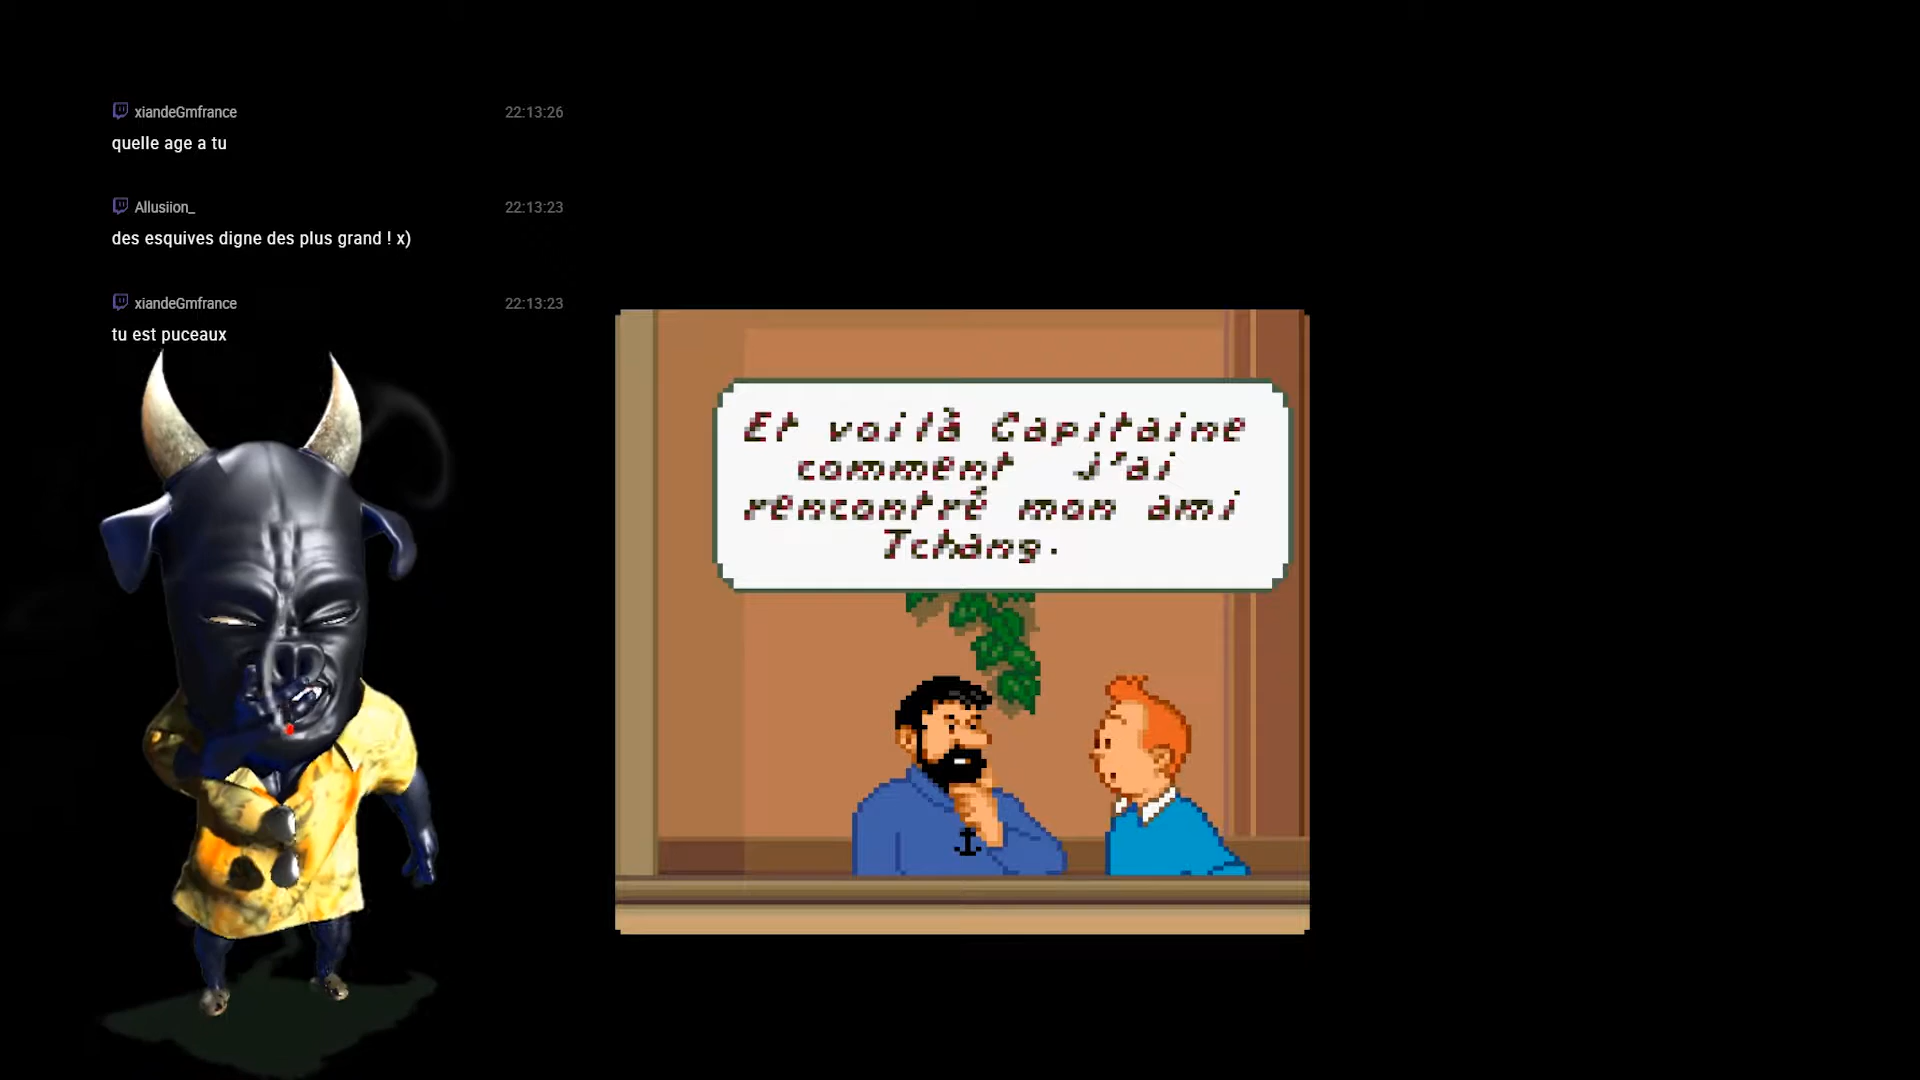 xiandeGmfrance 22:13:26
quelle age a tu
Allusiion_ 22:13:23
des esquives digne des plus grand ! x)
xiandeGmfrance 22:13:23
tu est puceaux
Et voilà Capitaine
comment J'ai
rencontré mon ami
Tchang.